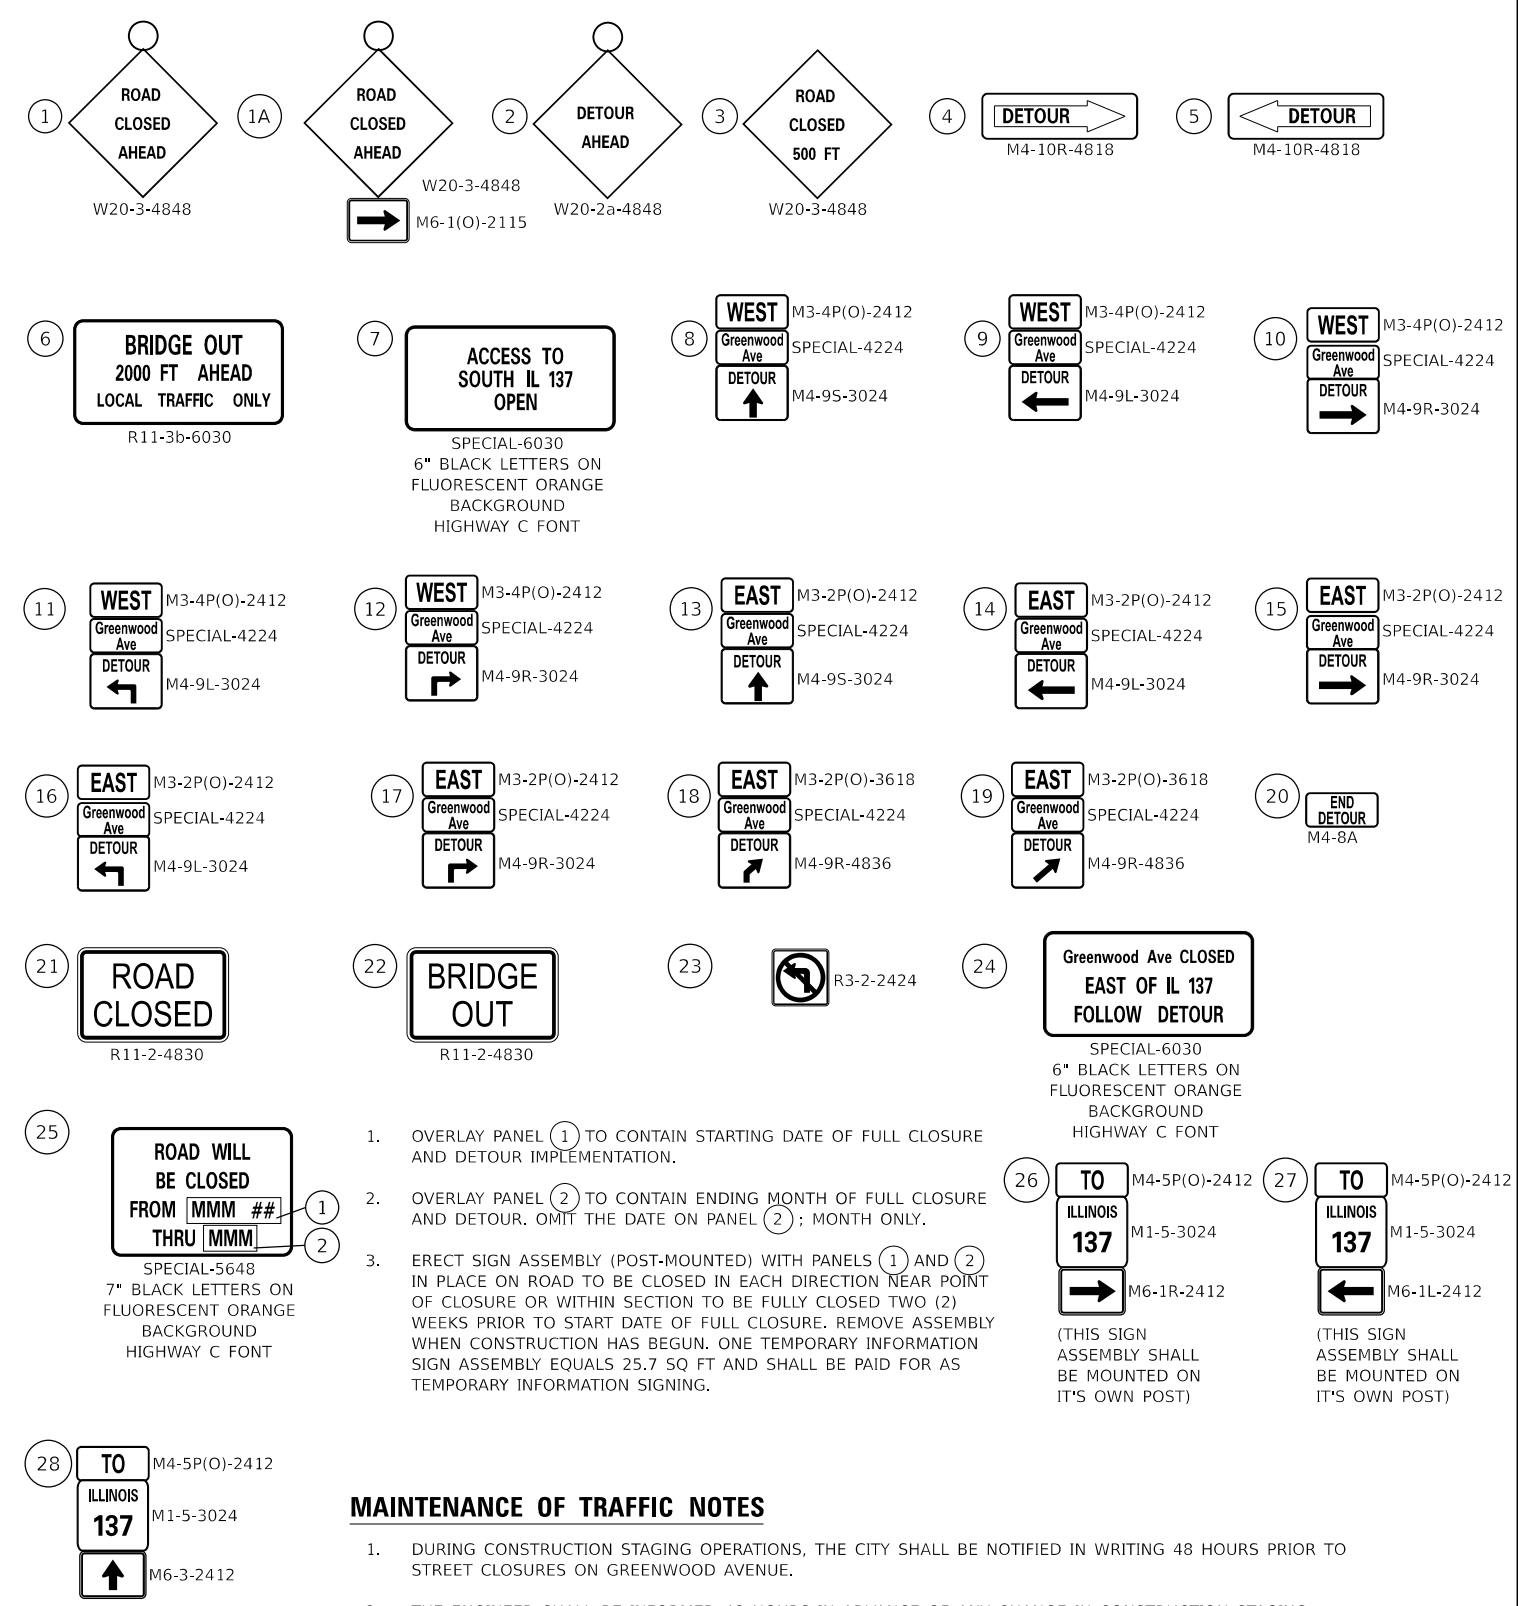 1
ROAD
CLOSED
AHEAD
W20-3-4848
1A
ROAD
CLOSED
AHEAD
W20-3-4848
M6-1(O)-2115
2
DETOUR
AHEAD
W20-2a-4848
3
ROAD
CLOSED
500 FT
W20-3-4848
4
DETOUR
M4-10R-4818
5
DETOUR
M4-10R-4818
6
BRIDGE OUT
2000 FT AHEAD
LOCAL TRAFFIC ONLY
R11-3b-6030
7
ACCESS TO
SOUTH IL 137
OPEN
SPECIAL-6030
6" BLACK LETTERS ON
FLUORESCENT ORANGE
BACKGROUND
HIGHWAY C FONT
8
WEST M3-4P(O)-2412
Greenwood
Ave
SPECIAL-4224
DETOUR
M4-9S-3024
9
WEST M3-4P(O)-2412
Greenwood
Ave
SPECIAL-4224
DETOUR
M4-9L-3024
10
WEST M3-4P(O)-2412
Greenwood
Ave
SPECIAL-4224
DETOUR
M4-9R-3024
11
WEST M3-4P(O)-2412
Greenwood
Ave
SPECIAL-4224
DETOUR
M4-9L-3024
12
WEST M3-4P(O)-2412
Greenwood
Ave
SPECIAL-4224
DETOUR
M4-9R-3024
13
EAST M3-2P(O)-2412
Greenwood
Ave
SPECIAL-4224
DETOUR
M4-9S-3024
14
EAST M3-2P(O)-2412
Greenwood
Ave
SPECIAL-4224
DETOUR
M4-9L-3024
15
EAST M3-2P(O)-2412
Greenwood
Ave
SPECIAL-4224
DETOUR
M4-9R-3024
16
EAST M3-2P(O)-2412
Greenwood
Ave
SPECIAL-4224
DETOUR
M4-9L-3024
17
EAST M3-2P(O)-2412
Greenwood
Ave
SPECIAL-4224
DETOUR
M4-9R-3024
18
EAST M3-2P(O)-3618
Greenwood
Ave
SPECIAL-4224
DETOUR
M4-9R-4836
19
EAST M3-2P(O)-3618
Greenwood
Ave
SPECIAL-4224
DETOUR
M4-9R-4836
20
END
DETOUR
M4-8A
21
ROAD
CLOSED
R11-2-4830
22
BRIDGE
OUT
R11-2-4830
23
R3-2-2424
24
Greenwood Ave CLOSED
EAST OF IL 137
FOLLOW DETOUR
SPECIAL-6030
6" BLACK LETTERS ON
FLUORESCENT ORANGE
BACKGROUND
HIGHWAY C FONT
25
ROAD WILL
BE CLOSED
FROM MMM ## 1
THRU MMM 2
SPECIAL-5648
7" BLACK LETTERS ON
FLUORESCENT ORANGE
BACKGROUND
HIGHWAY C FONT
1. OVERLAY PANEL 1 TO CONTAIN STARTING DATE OF FULL CLOSURE
AND DETOUR IMPLEMENTATION.
2. OVERLAY PANEL 2 TO CONTAIN ENDING MONTH OF FULL CLOSURE
AND DETOUR. OMIT THE DATE ON PANEL 2 ; MONTH ONLY.
3. ERECT SIGN ASSEMBLY (POST-MOUNTED) WITH PANELS 1 AND 2
IN PLACE ON ROAD TO BE CLOSED IN EACH DIRECTION NEAR POINT
OF CLOSURE OR WITHIN SECTION TO BE FULLY CLOSED TWO (2)
WEEKS PRIOR TO START DATE OF FULL CLOSURE. REMOVE ASSEMBLY
WHEN CONSTRUCTION HAS BEGUN. ONE TEMPORARY INFORMATION
SIGN ASSEMBLY EQUALS 25.7 SQ FT AND SHALL BE PAID FOR AS
TEMPORARY INFORMATION SIGNING.
26
TO M4-5P(O)-2412
ILLINOIS
137
M1-5-3024
M6-1R-2412
(THIS SIGN
ASSEMBLY SHALL
BE MOUNTED ON
IT'S OWN POST)
27
TO M4-5P(O)-2412
ILLINOIS
137
M1-5-3024
M6-1L-2412
(THIS SIGN
ASSEMBLY SHALL
BE MOUNTED ON
IT'S OWN POST)
28
TO M4-5P(O)-2412
ILLINOIS
137
M1-5-3024
M6-3-2412
MAINTENANCE OF TRAFFIC NOTES
1. DURING CONSTRUCTION STAGING OPERATIONS, THE CITY SHALL BE NOTIFIED IN WRITING 48 HOURS PRIOR TO
STREET CLOSURES ON GREENWOOD AVENUE.